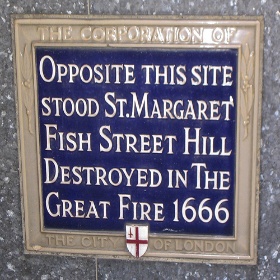 THE CORPORATION OF
OPPOSITE THIS SITE
STOOD ST. MARGARET
FISH STREET HILL
DESTROYED IN THE
GREAT FIRE 1666
THE CITY OF LONDON